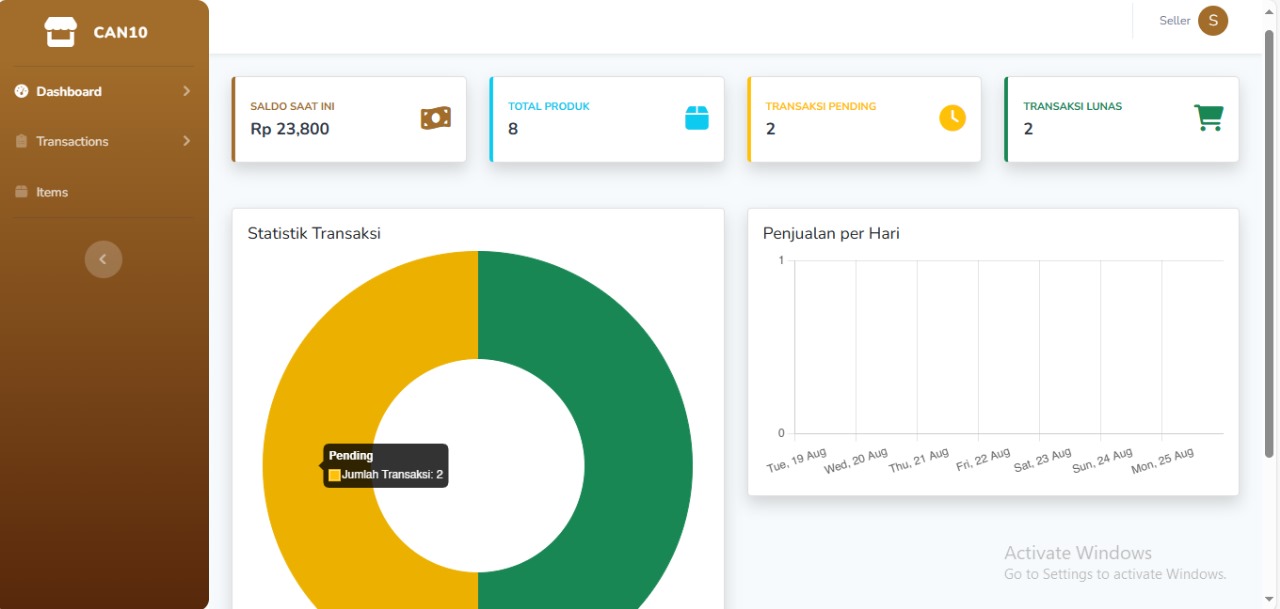 CAN10
Dashboard
Transactions
Items
Seller
S
SALDO SAAT INI
Rp 23,800
TOTAL PRODUK
8
TRANSAKSI PENDING
2
TRANSAKSI LUNAS
2
Statistik Transaksi
Pending
Jumlah Transaksi: 2
Penjualan per Hari
1
0
Tue, 19 Aug
Wed, 20 Aug
Thu, 21 Aug
Fri, 22 Aug
Sat, 23 Aug
Sun, 24 Aug
Mon, 25 Aug
Activate Windows
Go to Settings to activate Windows.